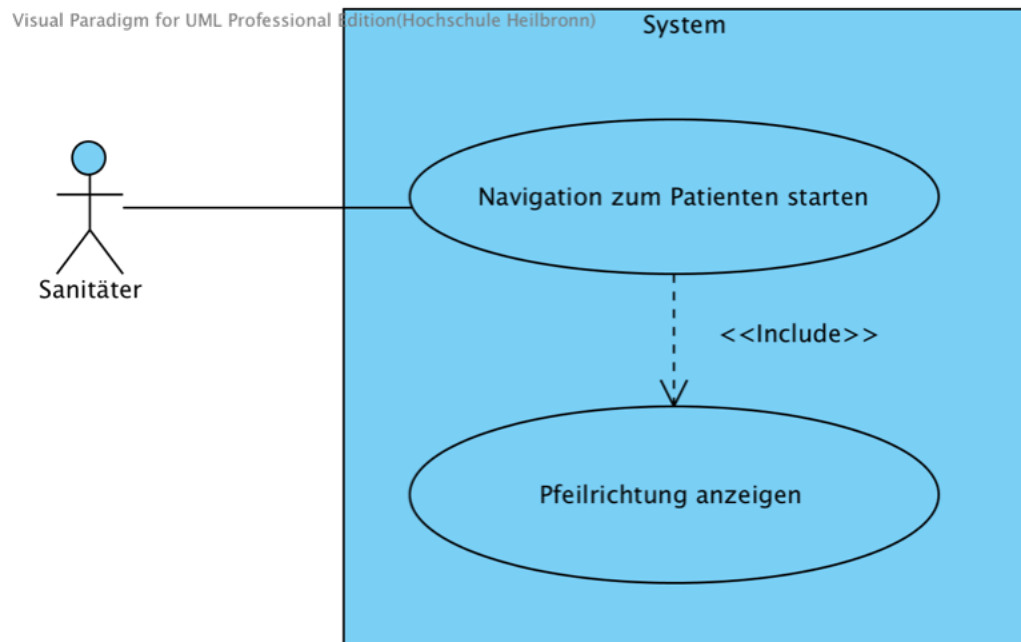 Visual Paradigm for UML Professional Edition(Hochschule Heilbronn)
System
Navigation zum Patienten starten
Sanitäter
<<Include>>
Pfeilrichtung anzeigen